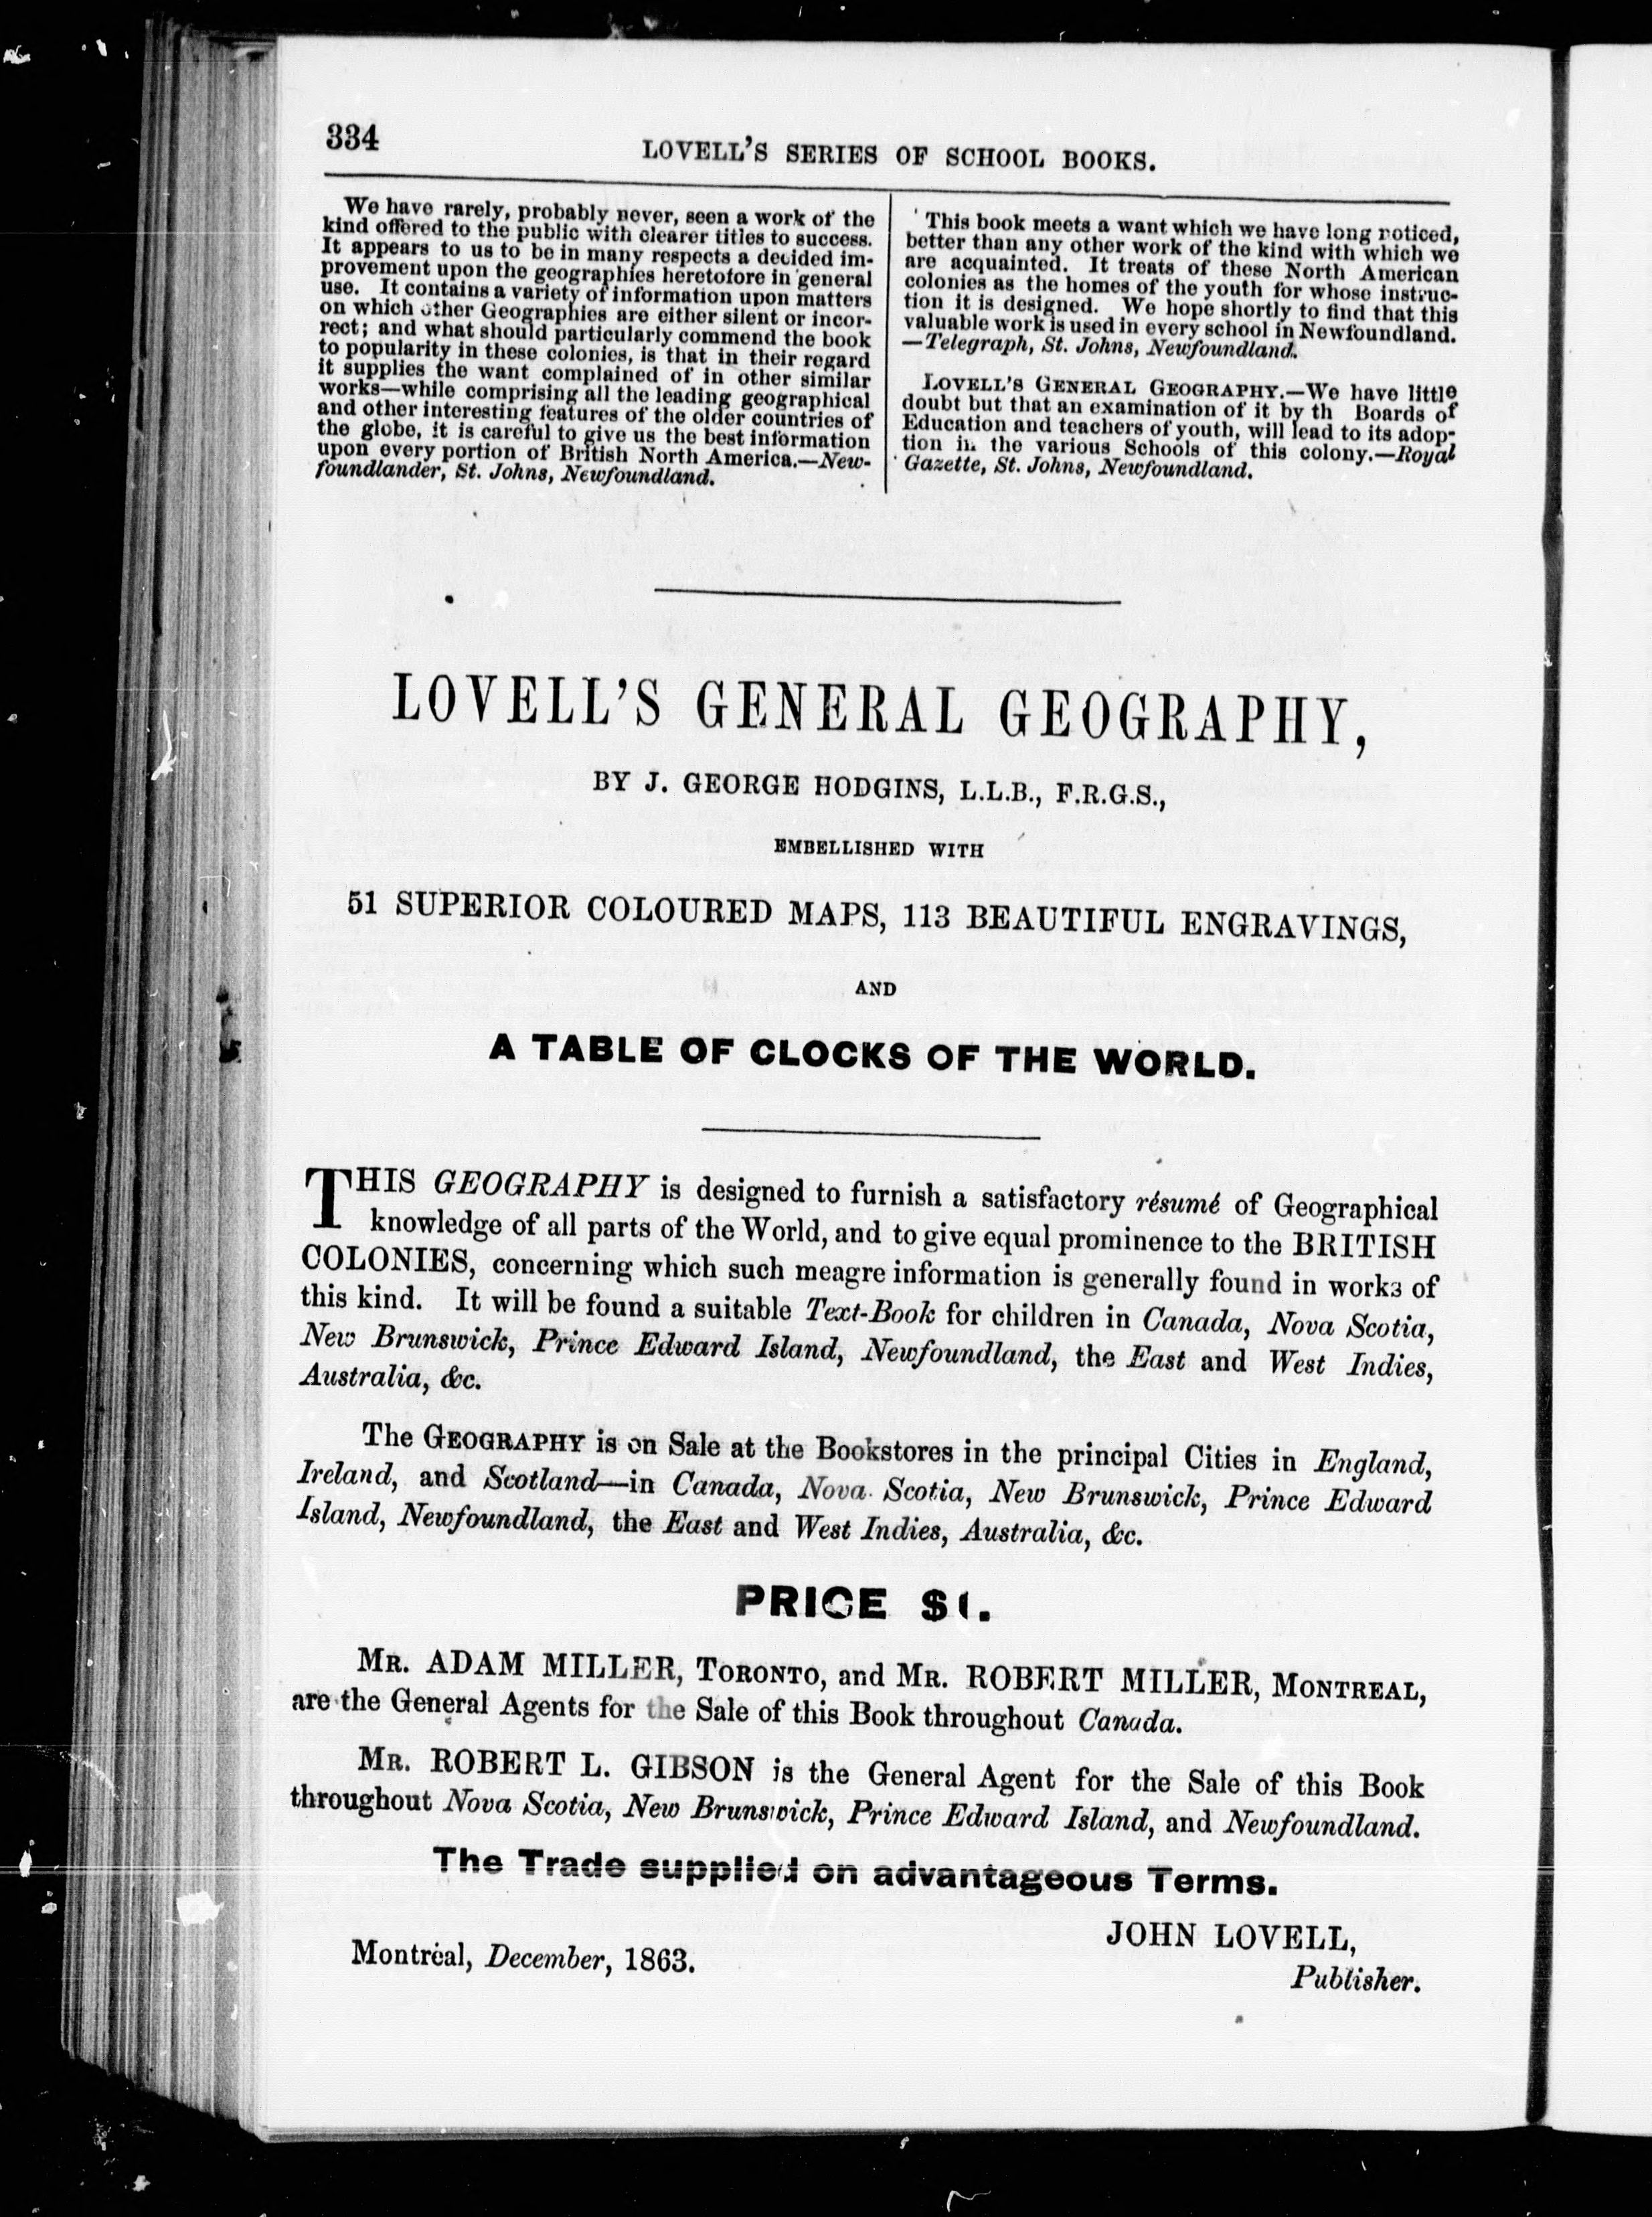 334
LOVELL'S SERIES OF SCHOOL BOOKS.
We have rarely, probably never, seen a work of the
kind offered to the public with clearer titles to success.
It appears to us to be in many respects a decided im-
provement upon the geographies heretofore in general
use. It contains a variety of information upon matters
on which other Geographies are either silent or incor-
rect; and what should particularly commend the book
to popularity in these colonies, is that in their regard
it supplies the want complained of in other similar
works—while comprising all the leading geographical
and other interesting features of the older countries of
the globe, it is careful to give us the best information
upon every portion of British North America.—New-
foundlander, St. Johns, Newfoundland.
This book meets a want which we have long noticed,
better than any other work of the kind with which we
are acquainted. It treats of these North American
colonies as the homes of the youth for whose instruc-
tion it is designed. We hope shortly to find that this
valuable work is used in every school in Newfoundland.
—Telegraph, St. Johns, Newfoundland.
LOVELL'S GENERAL GEOGRAPHY.—We have little
doubt but that an examination of it by th Boards of
Education and teachers of youth, will lead to its adop-
tion in the various Schools of this colony.—Royal
Gazette, St. Johns, Newfoundland.
LOVELL'S GENERAL GEOGRAPHY,
BY J. GEORGE HODGINS, L.L.B., F.R.G.S.,
EMBELLISHED WITH
51 SUPERIOR COLOURED MAPS, 113 BEAUTIFUL ENGRAVINGS,
AND
A TABLE OF CLOCKS OF THE WORLD.
THIS GEOGRAPHY is designed to furnish a satisfactory résumé of Geographical
knowledge of all parts of the World, and to give equal prominence to the BRITISH
COLONIES, concerning which such meagre information is generally found in works of
this kind. It will be found a suitable Text-Book for children in Canada, Nova Scotia,
New Brunswick, Prince Edward Island, Newfoundland, the East and West Indies,
Australia, &c.
The GEOGRAPHY is on Sale at the Bookstores in the principal Cities in England,
Ireland, and Scotland—in Canada, Nova Scotia, New Brunswick, Prince Edward
Island, Newfoundland, the East and West Indies, Australia, &c.
PRICE $1.
MR. ADAM MILLER, TORONTO, and MR. ROBERT MILLER, MONTREAL,
are the General Agents for the Sale of this Book throughout Canada.
MR. ROBERT L. GIBSON is the General Agent for the Sale of this Book
throughout Nova Scotia, New Brunswick, Prince Edward Island, and Newfoundland.
The Trade supplied on advantageous Terms.
JOHN LOVELL,
Publisher.
Montreal, December, 1863.